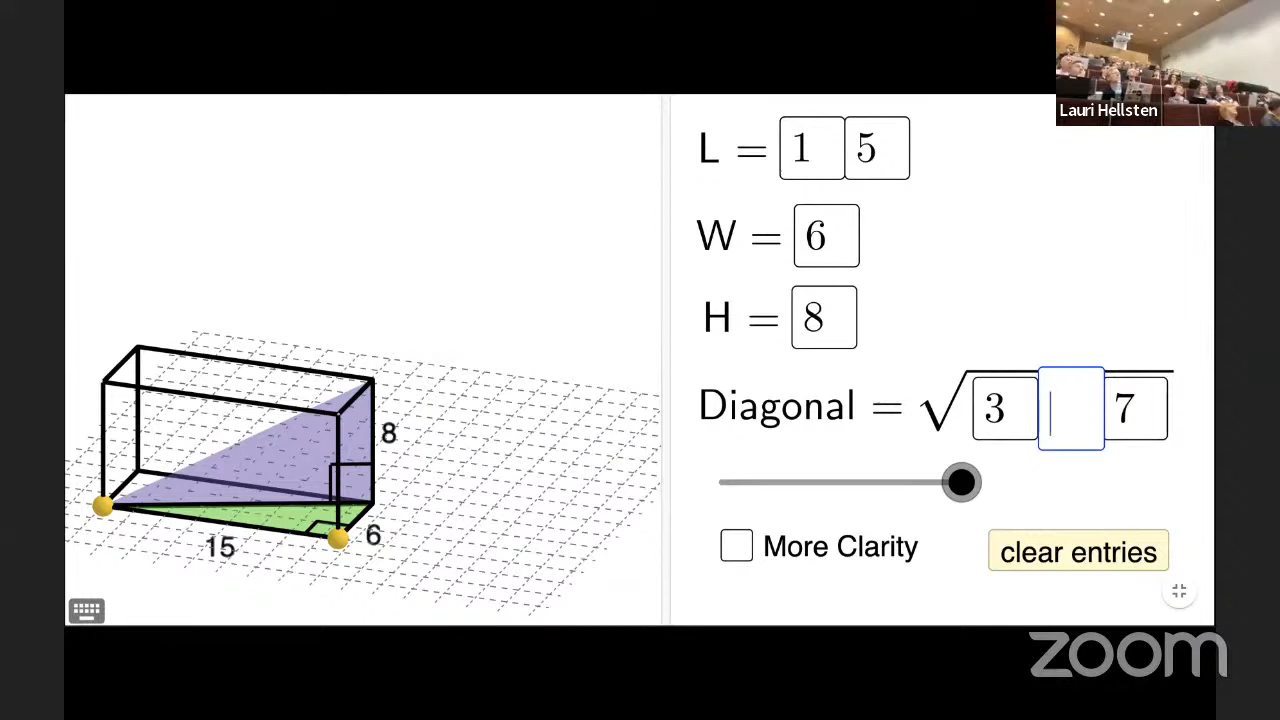 Lauri Hellsten
L = 1 5
W = 6
H = 8
Diagonal = √3 7
8
6
15
More Clarity
clear entries
zoom